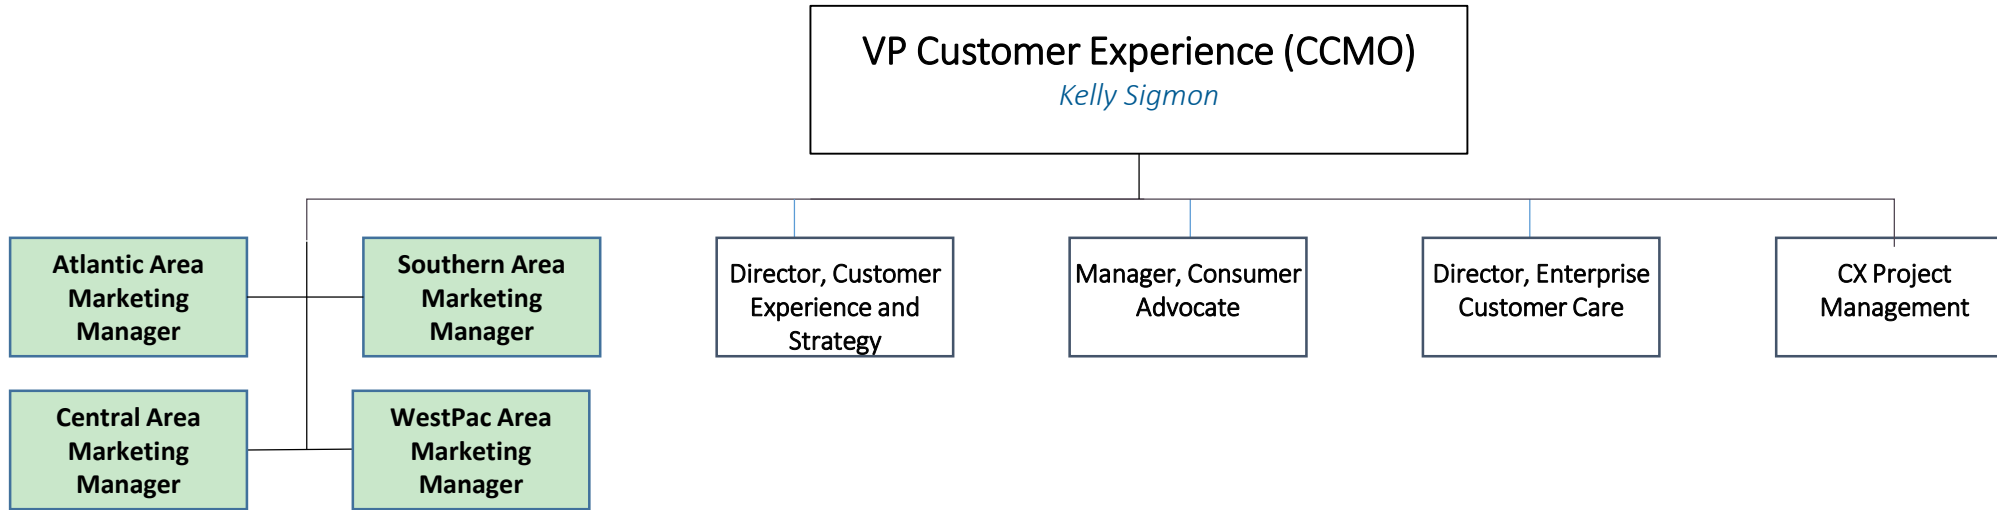 VP Customer Experience (CCMO)
Kelly Sigmon
Atlantic Area
Marketing
Manager
Southern Area
Marketing
Manager
Director, Customer
Experience and
Strategy
Manager, Consumer
Advocate
Director, Enterprise
Customer Care
CX Project
Management
Central Area
Marketing
Manager
WestPac Area
Marketing
Manager